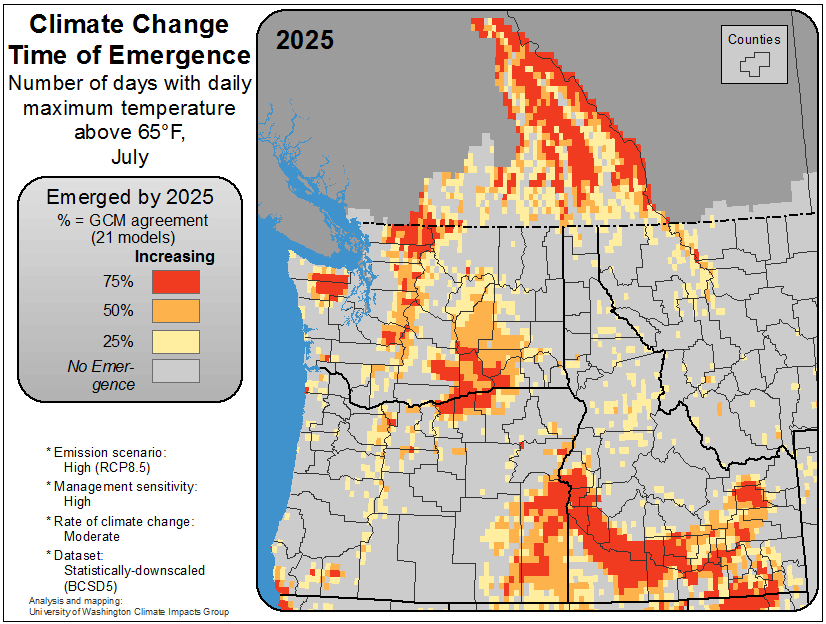 Climate Change
Time of Emergence
Number of days with daily
maximum temperature
above 65°F,
July
Emerged by 2025
% = GCM agreement
(21 models)
Increasing
75%
50%
25%
No Emer-
gence
* Emission scenario:
High (RCP8.5)
* Management sensitivity:
High
* Rate of climate change:
Moderate
* Dataset:
Statistically-downscaled
(BCSD5)
Analysis and mapping:
University of Washington Climate Impacts Group
2025
Counties